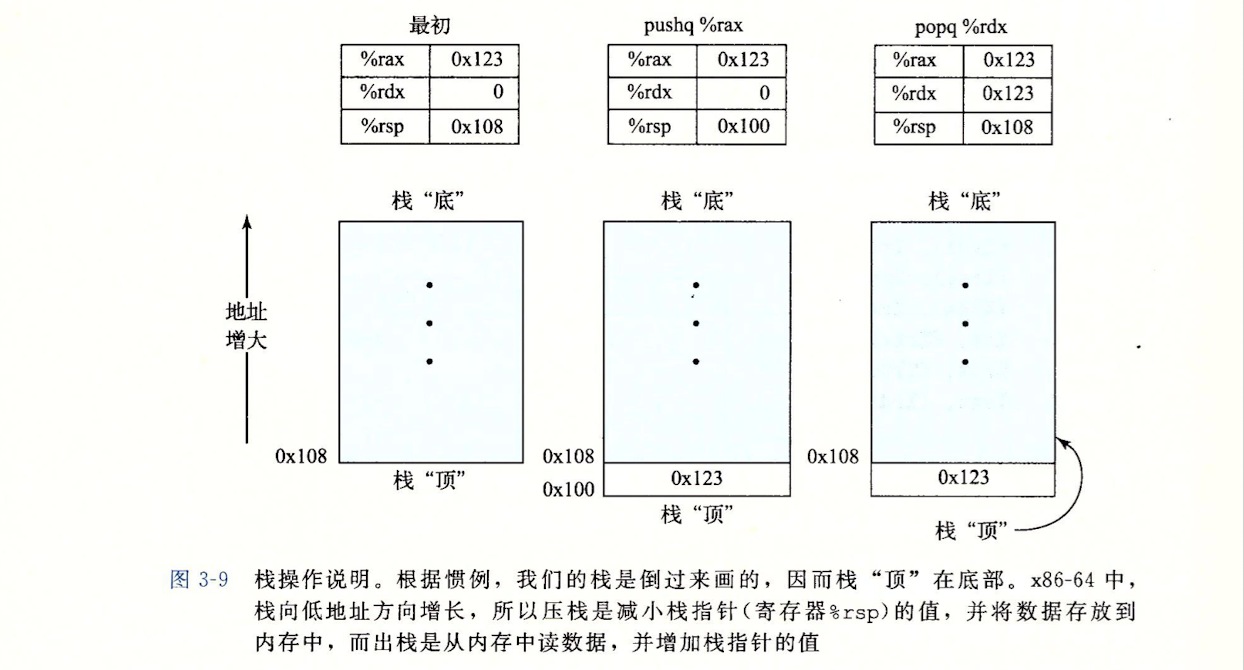 最初
%rax 0x123
%rdx 0
%rsp 0x108
pushq %rax
%rax 0x123
%rdx 0
%rsp 0x100
popq %rdx
%rax 0x123
%rdx 0x123
%rsp 0x108
栈“底”
栈“底”
栈“底”
地址
增大
0x108
栈“顶”
0x108
0x123
0x100
栈“顶”
0x108
0x123
栈“顶”
图 3-9 栈操作说明。根据惯例，我们的栈是倒过来画的，因而栈“顶”在底部。x86-64 中，
栈向低地址方向增长，所以压栈是减小栈指针(寄存器%rsp)的值，并将数据存放到
内存中，而出栈是从内存中读数据，并增加栈指针的值